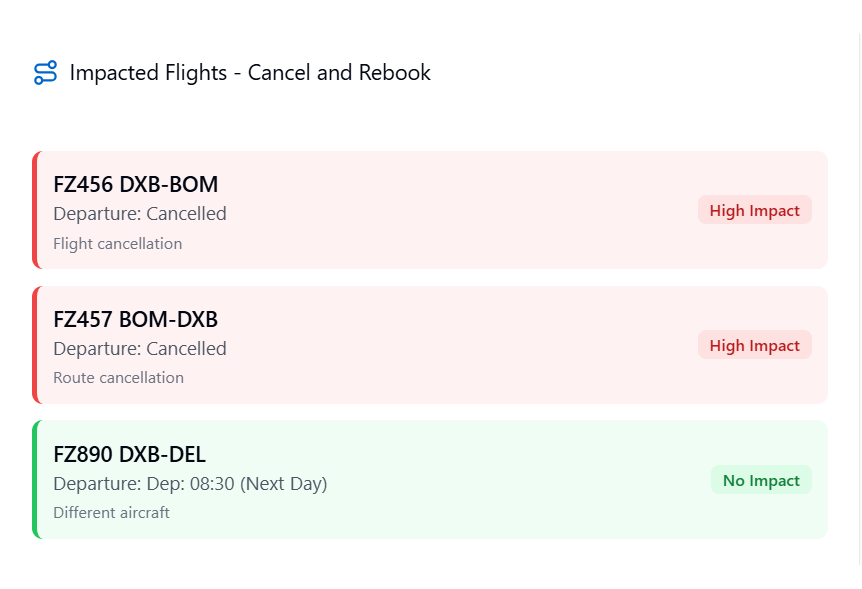 Impacted Flights - Cancel and Rebook
FZ456 DXB-BOM
Departure: Cancelled
Flight cancellation
High Impact
FZ457 BOM-DXB
Departure: Cancelled
Route cancellation
High Impact
FZ890 DXB-DEL
Departure: Dep: 08:30 (Next Day)
Different aircraft
No Impact